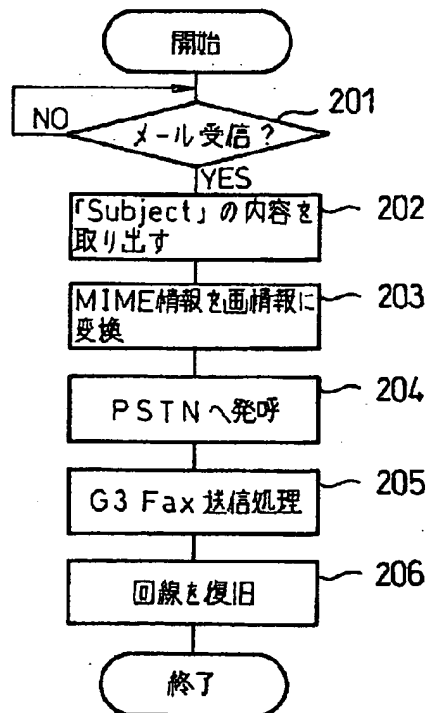 開始
201
NO
メール受信?
YES
「Subject」の内容を
取り出す
202
MIME情報を画情報に
変換
203
PSTNへ発呼
204
G3 Fax 送信処理
205
回線を復旧
206
終了